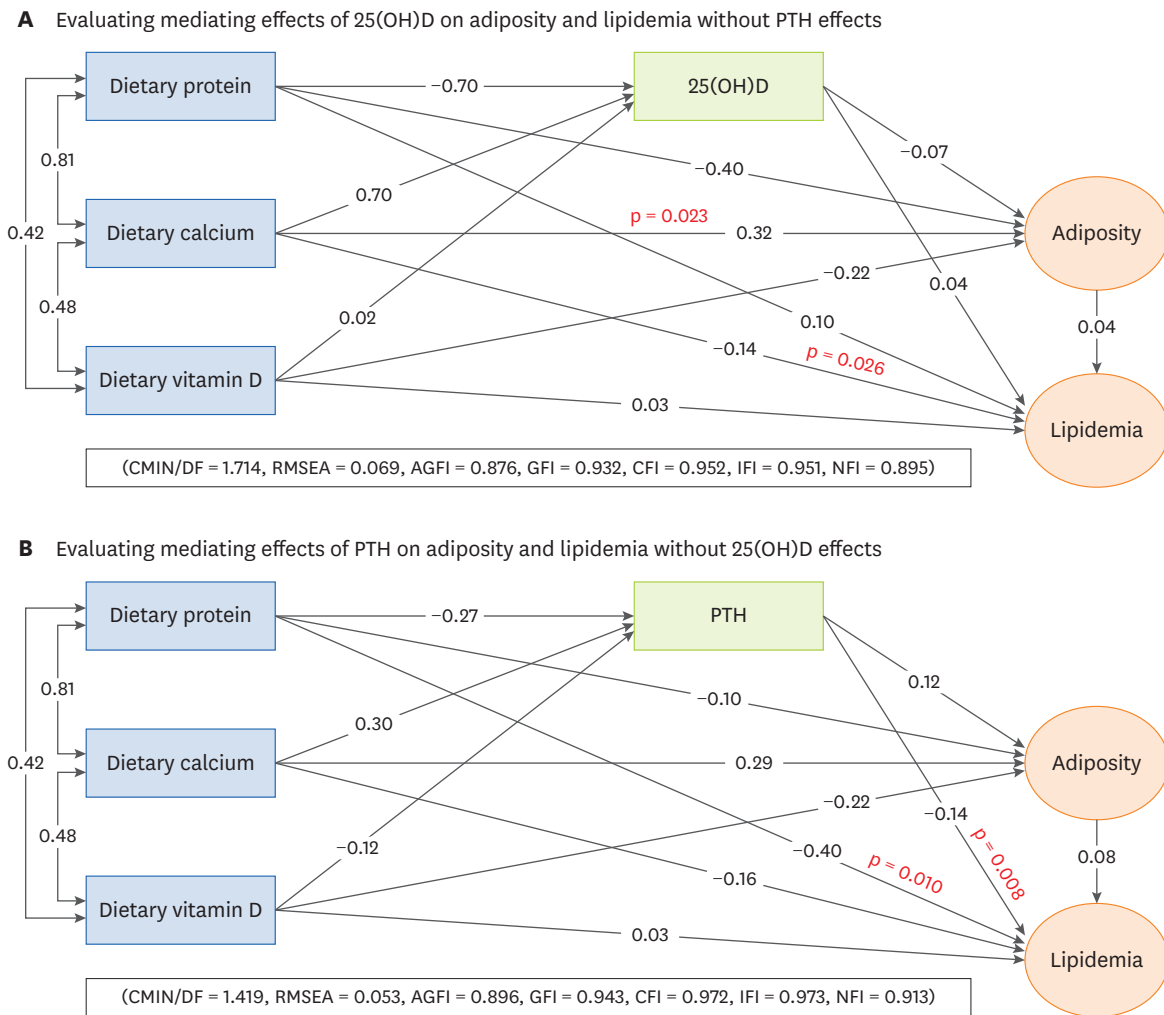 A Evaluating mediating effects of 25(OH)D on adiposity and lipidemia without PTH effects
Dietary protein
−0.70
25(OH)D
−0.07
0.81
−0.40
0.70
p = 0.023
0.42
Dietary calcium
0.32
Adiposity
−0.22
0.04
0.48
0.02
0.10
0.04
−0.14
p = 0.026
Dietary vitamin D
0.03
Lipidemia
(CMIN/DF = 1.714, RMSEA = 0.069, AGFI = 0.876, GFI = 0.932, CFI = 0.952, IFI = 0.951, NFI = 0.895)
B Evaluating mediating effects of PTH on adiposity and lipidemia without 25(OH)D effects
Dietary protein
−0.27
PTH
0.12
0.81
−0.10
0.30
0.42
Dietary calcium
0.29
Adiposity
−0.22
−0.14
0.48
−0.12
−0.40
p = 0.008
0.08
p = 0.010
−0.16
Dietary vitamin D
0.03
Lipidemia
(CMIN/DF = 1.419, RMSEA = 0.053, AGFI = 0.896, GFI = 0.943, CFI = 0.972, IFI = 0.973, NFI = 0.913)